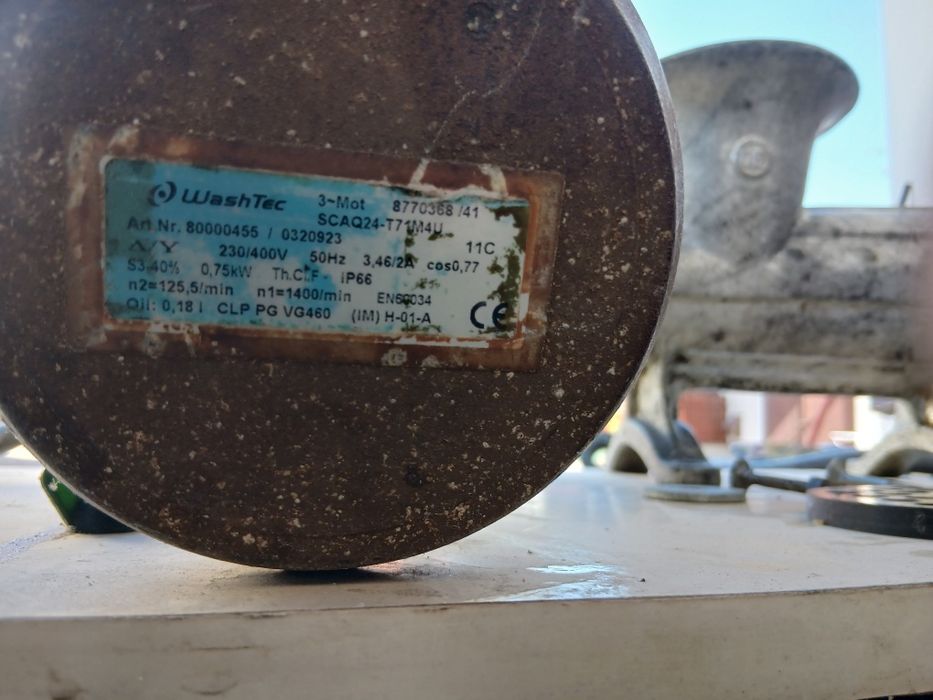 WashTec 3~Mot 8770368 /41
SCAQ24-T71M4U
Art.Nr. 80000455 / 0320923 11C
Δ/Y 230/400V 50Hz 3,46/2A cos0,77
S3-40% 0,75kW Th.CLF IP66
n2=125,5/min n1=1400/min EN60034
Oil: 0,18 l CLP PG VG460 (IM) H-01-A CE